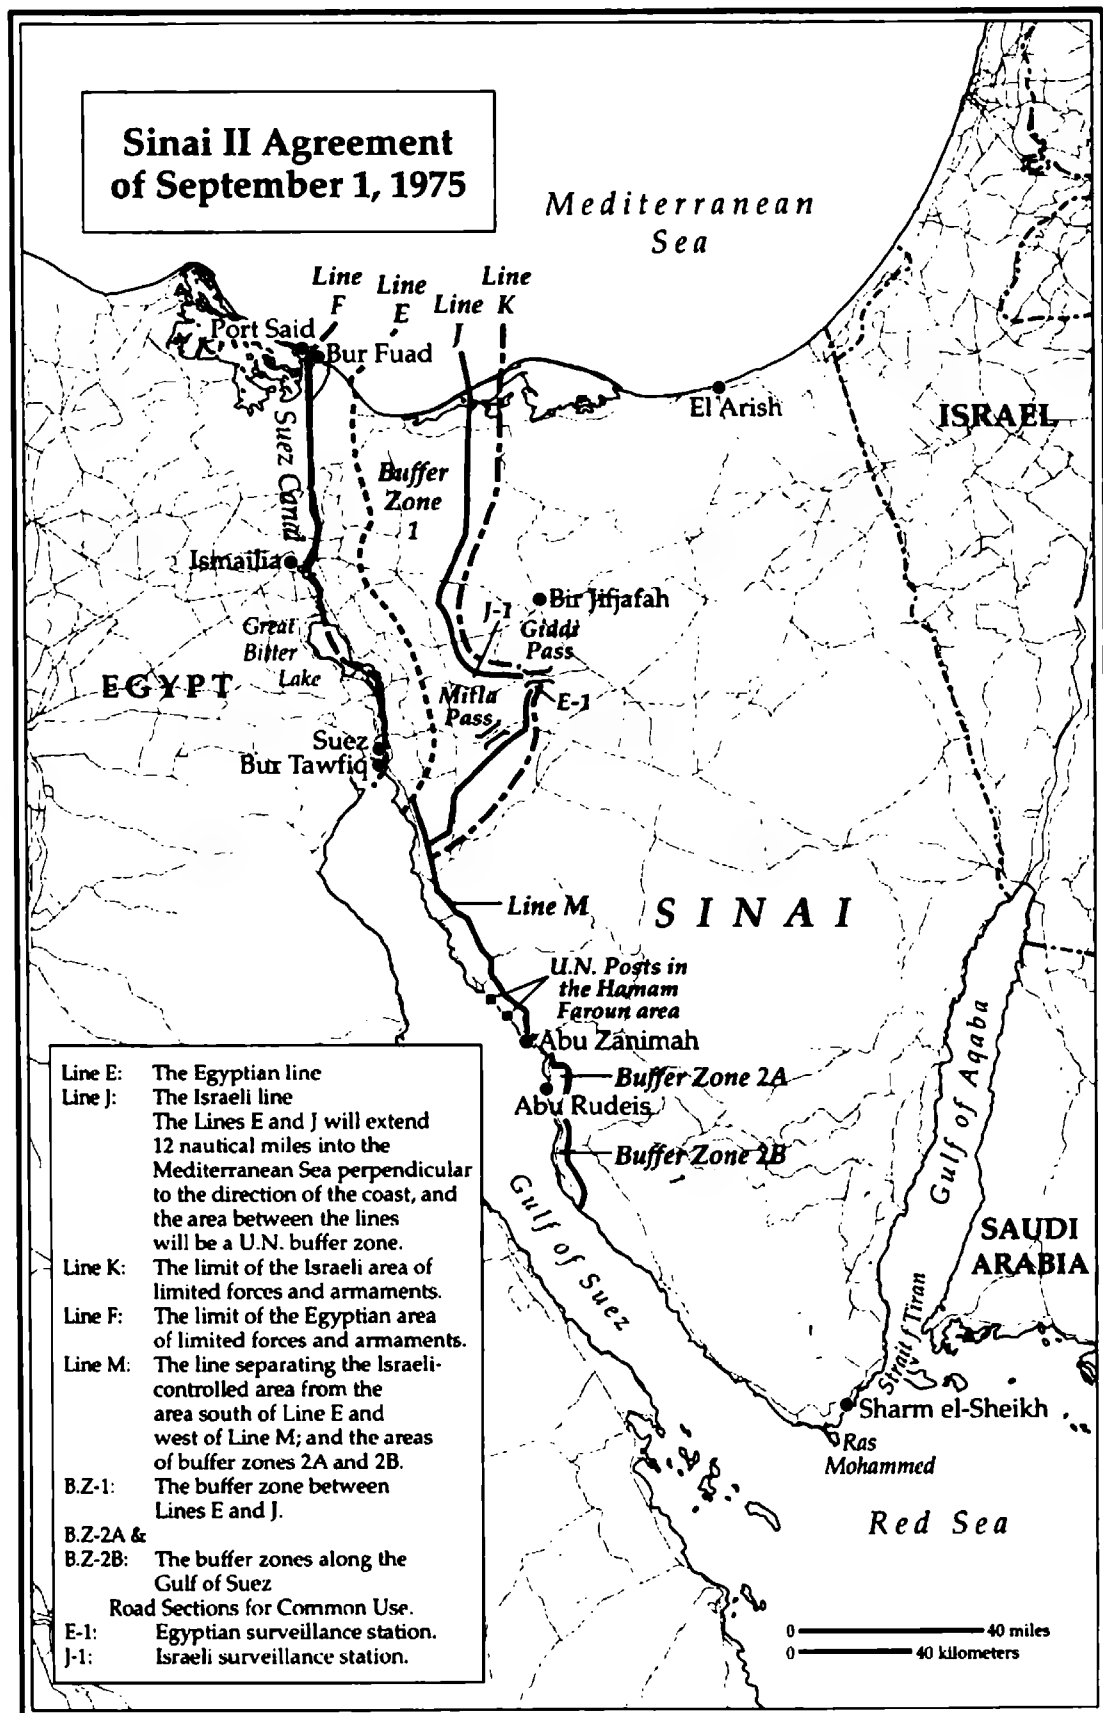 Sinai II Agreement
of September 1, 1975
Mediterranean
Sea
Line
F
Line
E
Line
J
Line
K
Port Said
Bur Fuad
El Arish
ISRAEL
Suez Canal
Buffer
Zone
1
Ismailia
Bir Jifjafah
J-1
Giddi
Pass
Great
Bitter
Lake
EGYPT
Mitla
Pass
E-1
Suez
Bur Tawfiq
Line M
SINAI
U.N. Posts in
the Hamam
Faroun area
Abu Zanimah
Buffer Zone 2A
Abu Rudeis
Buffer Zone 2B
Gulf of Aqaba
Gulf of Suez
SAUDI
ARABIA
Strait f Tiran
Sharm el-Sheikh
Ras
Mohammed
Red Sea
Line E: The Egyptian line
Line J: The Israeli line
The Lines E and J will extend
12 nautical miles into the
Mediterranean Sea perpendicular
to the direction of the coast, and
the area between the lines
will be a U.N. buffer zone.
Line K: The limit of the Israeli area of
limited forces and armaments.
Line F: The limit of the Egyptian area
of limited forces and armaments.
Line M: The line separating the Israeli-
controlled area from the
area south of Line E and
west of Line M; and the areas
of buffer zones 2A and 2B.
B.Z-1: The buffer zone between
Lines E and J.
B.Z-2A &
B.Z-2B: The buffer zones along the
Gulf of Suez
Road Sections for Common Use.
E-1: Egyptian surveillance station.
J-1: Israeli surveillance station.
0 40 miles
0 40 kilometers